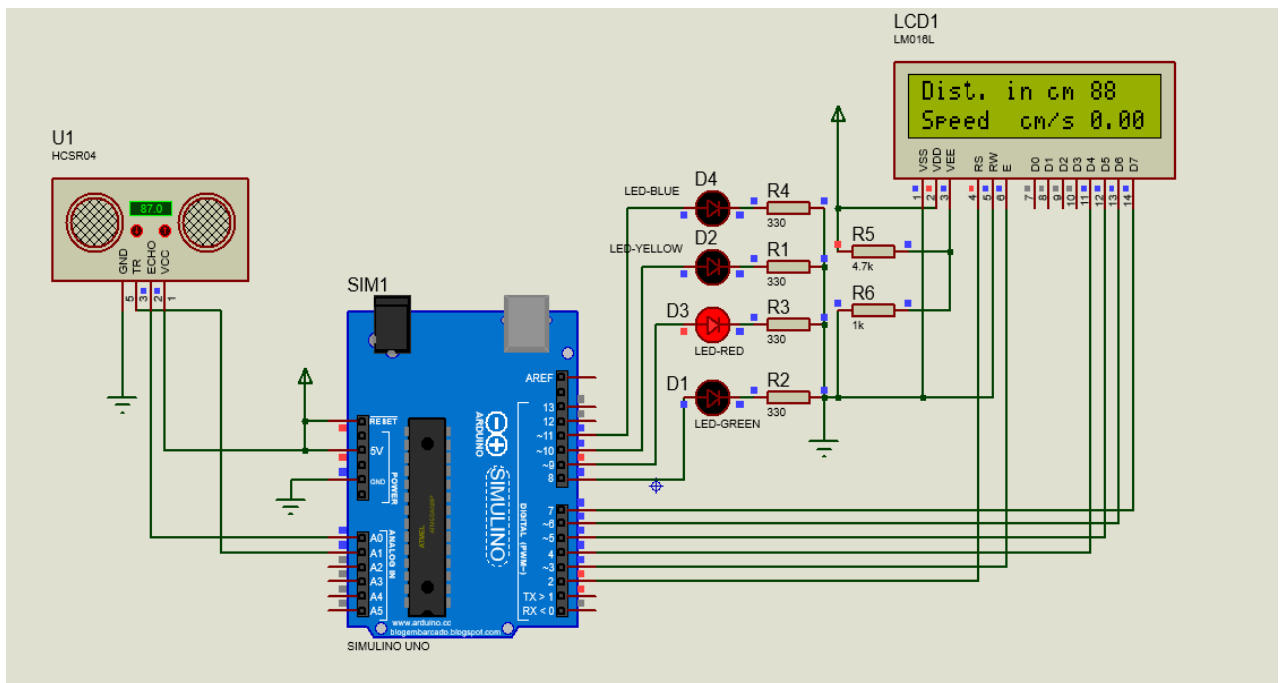 LCD1
LM016L
Dist. in cm 88
Speed cm/s 0.00
VSS VDD VEE RS RW E D0 D1 D2 D3 D4 D5 D6 D7
1 2 3 4 5 6 7 8 9 10 11 12 13 14
U1
HCSR04
87.0
GND TR ECHO VCC
5 3 2 1
LED-BLUE
D4
R4
330
LED-YELLOW
D2
R1
330
D3
LED-RED
R3
330
D1
LED-GREEN
R2
330
R5
4.7k
R6
1k
SIM1
AREF
13
12
~11
~10
~9
8
7
~6
~5
4
~3
2
TX > 1
RX < 0
RESET
5V
GND
POWER
A0
A1
A2
A3
A4
A5
ANALOG IN
ARDUINO
SIMULINO
DIGITAL (PWM~)
ATMEL
www.arduino.cc
blogembarcado.blogspot.com
SIMULINO UNO